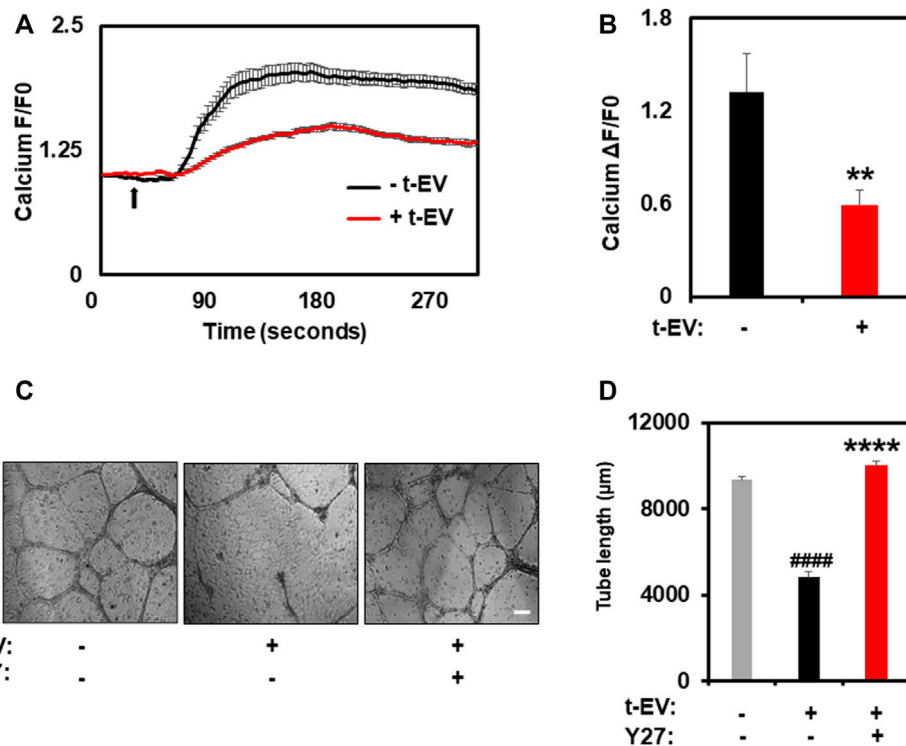 A
2.5
1.25
0
Calcium F/F0
- t-EV
+ t-EV
0 90 180 270
Time (seconds)
B
1.8
1.2
0.6
0
Calcium ΔF/F0
**
t-EV: - +
C
V: - + +
: - - +
D
12000
8000
4000
0
Tube length (µm)
####
****
t-EV: - + +
Y27: - - +